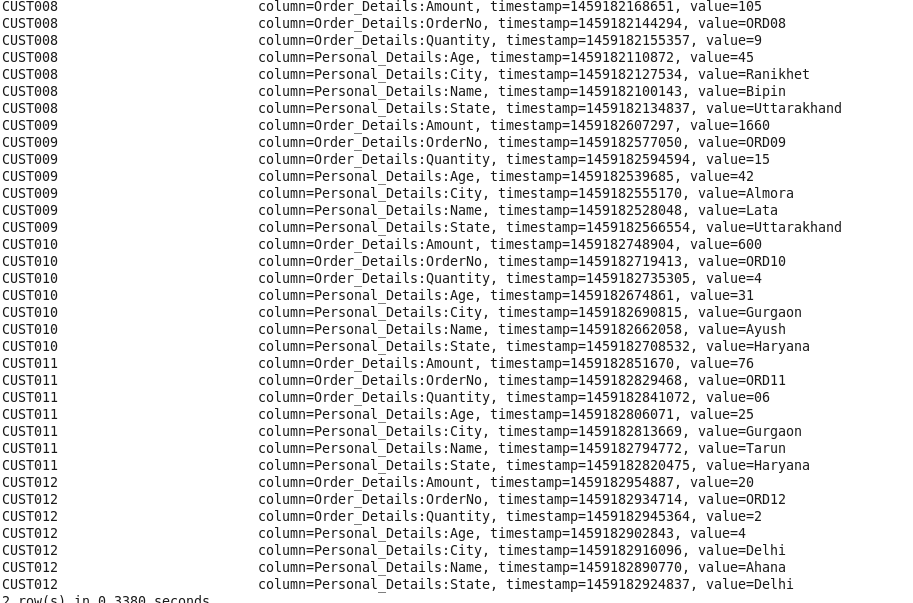 CUST008 column=Order_Details:Amount, timestamp=1459182168651, value=105
CUST008 column=Order_Details:OrderNo, timestamp=1459182144294, value=ORD08
CUST008 column=Order_Details:Quantity, timestamp=1459182155357, value=9
CUST008 column=Personal_Details:Age, timestamp=1459182110872, value=45
CUST008 column=Personal_Details:City, timestamp=1459182127534, value=Ranikhet
CUST008 column=Personal_Details:Name, timestamp=1459182100143, value=Bipin
CUST008 column=Personal_Details:State, timestamp=1459182134837, value=Uttarakhand
CUST009 column=Order_Details:Amount, timestamp=1459182607297, value=1660
CUST009 column=Order_Details:OrderNo, timestamp=1459182577050, value=ORD09
CUST009 column=Order_Details:Quantity, timestamp=1459182594594, value=15
CUST009 column=Personal_Details:Age, timestamp=1459182539685, value=42
CUST009 column=Personal_Details:City, timestamp=1459182555170, value=Almora
CUST009 column=Personal_Details:Name, timestamp=1459182528048, value=Lata
CUST009 column=Personal_Details:State, timestamp=1459182566554, value=Uttarakhand
CUST010 column=Order_Details:Amount, timestamp=1459182748904, value=600
CUST010 column=Order_Details:OrderNo, timestamp=1459182719413, value=ORD10
CUST010 column=Order_Details:Quantity, timestamp=1459182735305, value=4
CUST010 column=Personal_Details:Age, timestamp=1459182674861, value=31
CUST010 column=Personal_Details:City, timestamp=1459182690815, value=Gurgaon
CUST010 column=Personal_Details:Name, timestamp=1459182662058, value=Ayush
CUST010 column=Personal_Details:State, timestamp=1459182708532, value=Haryana
CUST011 column=Order_Details:Amount, timestamp=1459182851670, value=76
CUST011 column=Order_Details:OrderNo, timestamp=1459182829468, value=ORD11
CUST011 column=Order_Details:Quantity, timestamp=1459182841072, value=06
CUST011 column=Personal_Details:Age, timestamp=1459182806071, value=25
CUST011 column=Personal_Details:City, timestamp=1459182813669, value=Gurgaon
CUST011 column=Personal_Details:Name, timestamp=1459182794772, value=Tarun
CUST011 column=Personal_Details:State, timestamp=1459182820475, value=Haryana
CUST012 column=Order_Details:Amount, timestamp=1459182954887, value=20
CUST012 column=Order_Details:OrderNo, timestamp=1459182934714, value=ORD12
CUST012 column=Order_Details:Quantity, timestamp=1459182945364, value=2
CUST012 column=Personal_Details:Age, timestamp=1459182902843, value=4
CUST012 column=Personal_Details:City, timestamp=1459182916096, value=Delhi
CUST012 column=Personal_Details:Name, timestamp=1459182890770, value=Ahana
CUST012 column=Personal_Details:State, timestamp=1459182924837, value=Delhi
2 row(s) in 0.3380 seconds